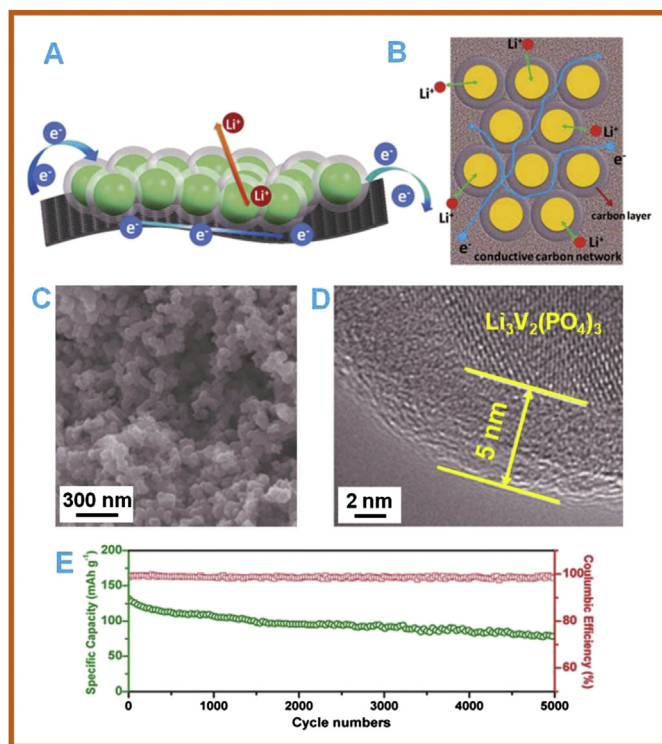 A
B
Li⁺
Li⁺
Li⁺
e⁻
e⁻
Li⁺
Li⁺
e⁻
e⁻
Li⁺
e⁻
e⁻
e⁻
e⁻
Li⁺
Li⁺
carbon layer
conductive carbon network
C
D
Li₃V₂(PO₄)₃
5 nm
300 nm
2 nm
E
Specific Capacity (mAh g⁻¹)
200
150
100
50
0
Coulumbic Efficiency (%)
100
80
60
0
1000
2000
3000
4000
5000
Cycle numbers